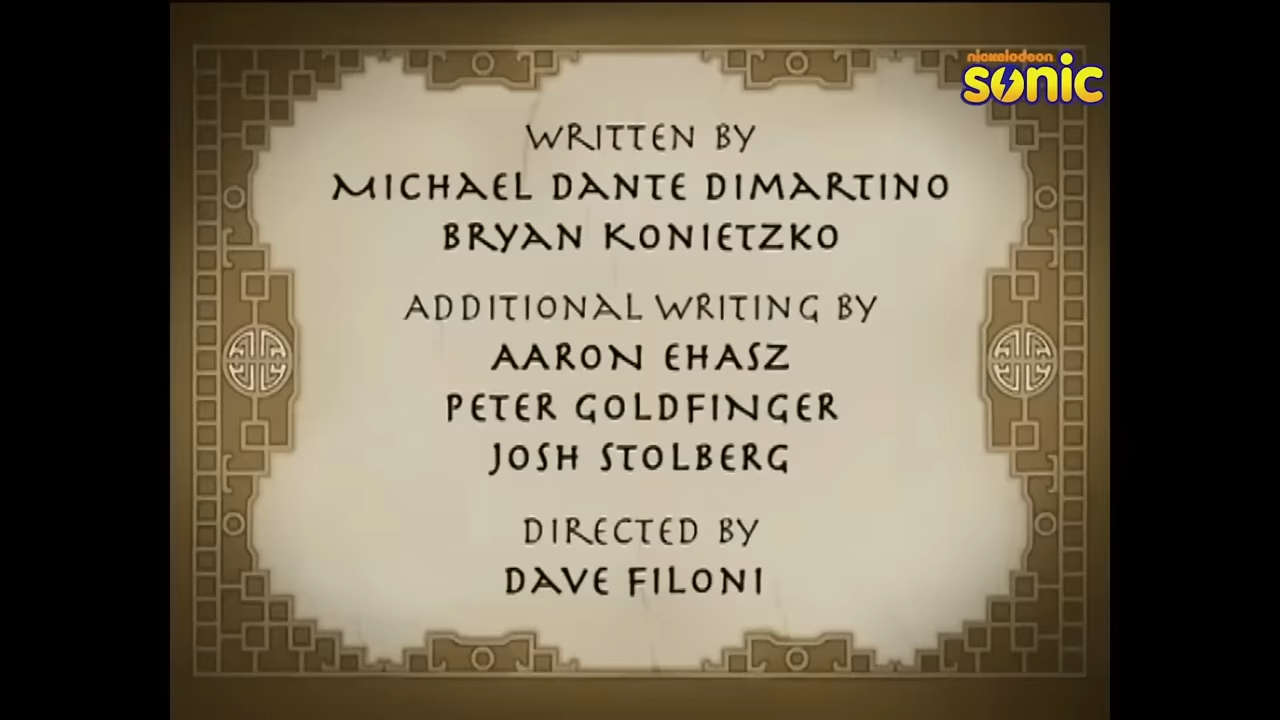 nickelodeon
sonic
WRITTEN BY
MICHAEL DANTE DIMARTINO
BRYAN KONIETZKO
ADDITIONAL WRITING BY
AARON EHASZ
PETER GOLDFINGER
JOSH STOLBERG
DIRECTED BY
DAVE FILONI